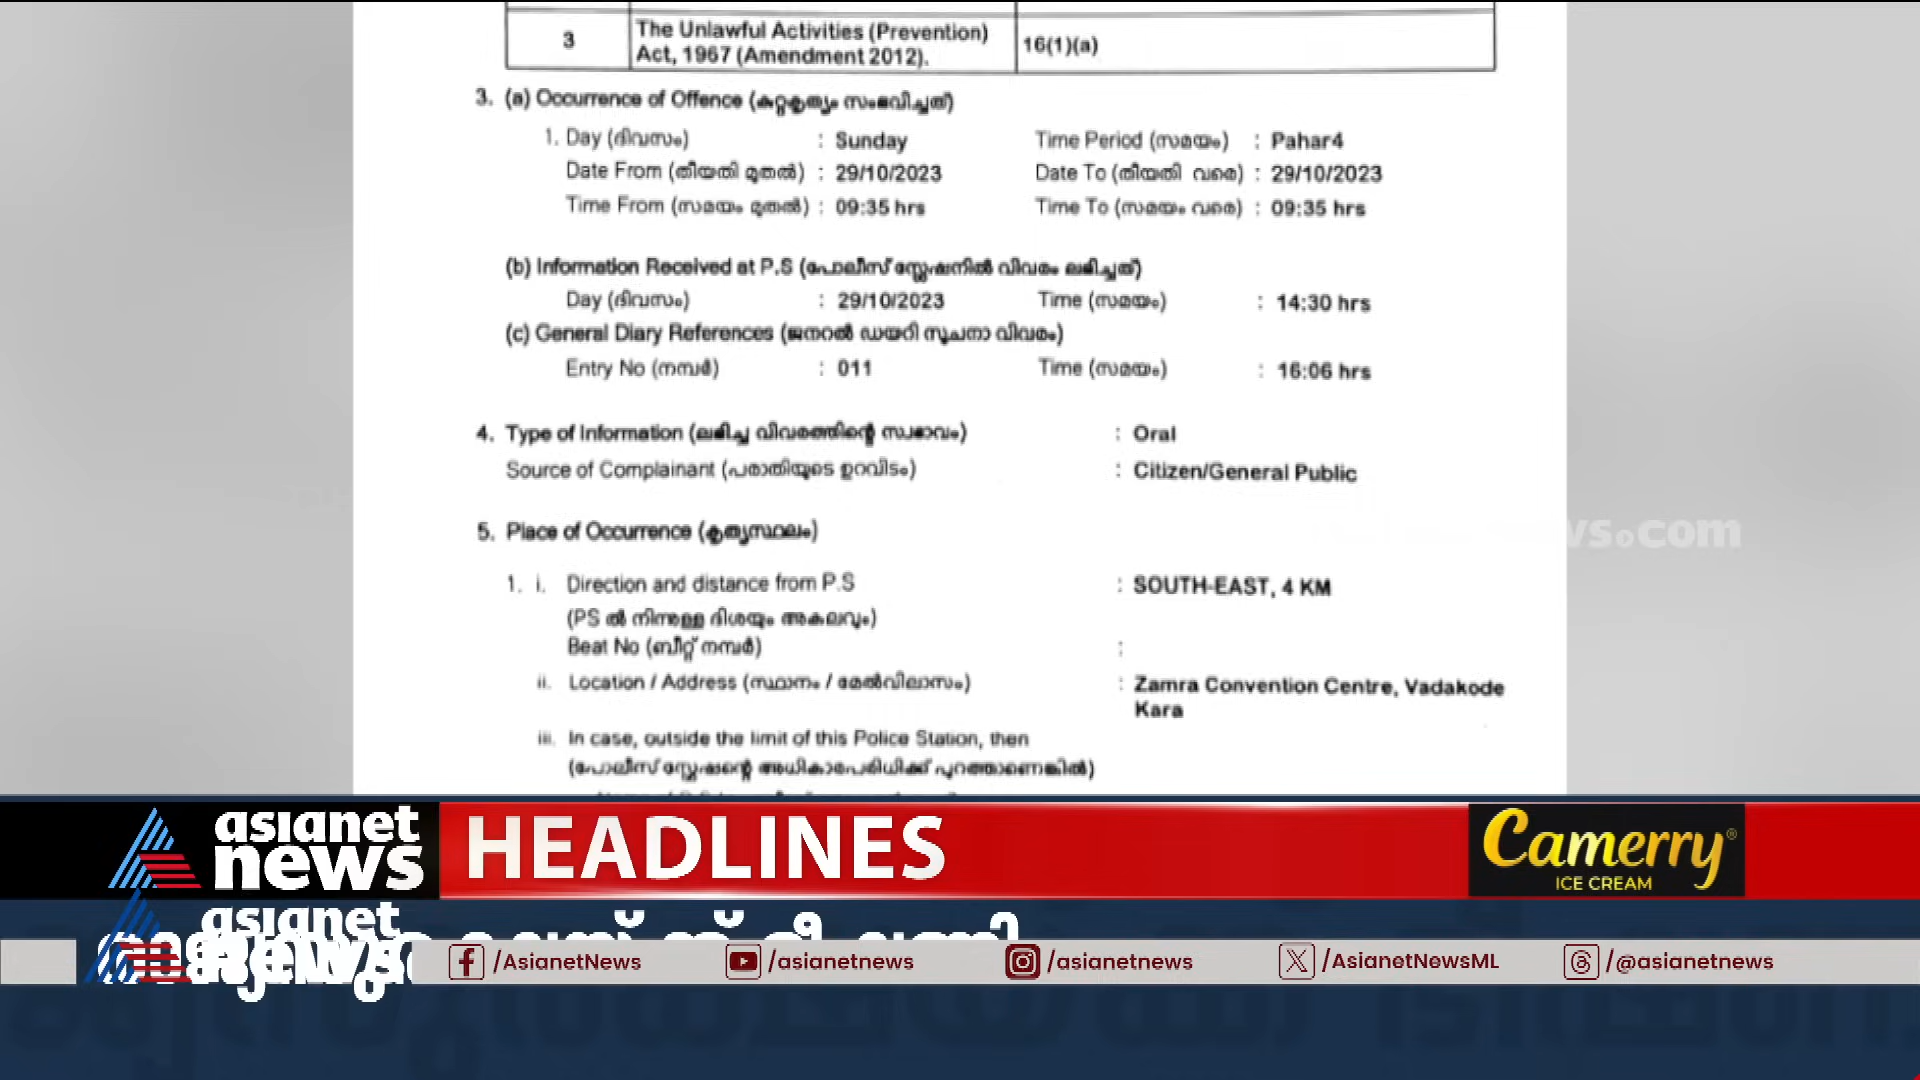 3 The Unlawful Activities (Prevention) Act, 1967 (Amendment 2012). 16(1)(a)
3. (a) Occurrence of Offence (കുറ്റകൃത്യം സംഭവിച്ചത്)
1. Day (ദിവസം) : Sunday Time Period (സമയം) : Pahar4
Date From (തീയതി മുതൽ) : 29/10/2023 Date To (തീയതി വരെ) : 29/10/2023
Time From (സമയം മുതൽ) : 09:35 hrs Time To (സമയം വരെ) : 09:35 hrs
(b) Information Received at P.S (പോലീസ് സ്റ്റേഷനിൽ വിവരം ലഭിച്ചത്)
Day (ദിവസം) : 29/10/2023 Time (സമയം) : 14:30 hrs
(c) General Diary References (ജനറൽ ഡയറി സൂചനാ വിവരം)
Entry No (നമ്പർ) : 011 Time (സമയം) : 16:06 hrs
4. Type of Information (ലഭിച്ച വിവരത്തിന്റെ സ്വഭാവം) : Oral
Source of Complainant (പരാതിയുടെ ഉറവിടം) : Citizen/General Public
5. Place of Occurrence (കൃത്യസ്ഥലം)
1. i. Direction and distance from P.S : SOUTH-EAST, 4 KM
(PS ൽ നിന്നുള്ള ദിശയും അകലവും)
Beat No (ബീറ്റ് നമ്പർ) :
ii. Location / Address (സ്ഥാനം / മേൽവിലാസം) : Zamra Convention Centre, Vadakode
Kara
iii. In case, outside the limit of this Police Station, then
(പോലീസ് സ്റ്റേഷന്റെ അധികാരപരിധിക്ക് പുറത്താണെങ്കിൽ)
ws.com
asianet news HEADLINES Camerry® ICE CREAM
asianet news /AsianetNews /asianetnews /asianetnews /AsianetNewsML /@asianetnews